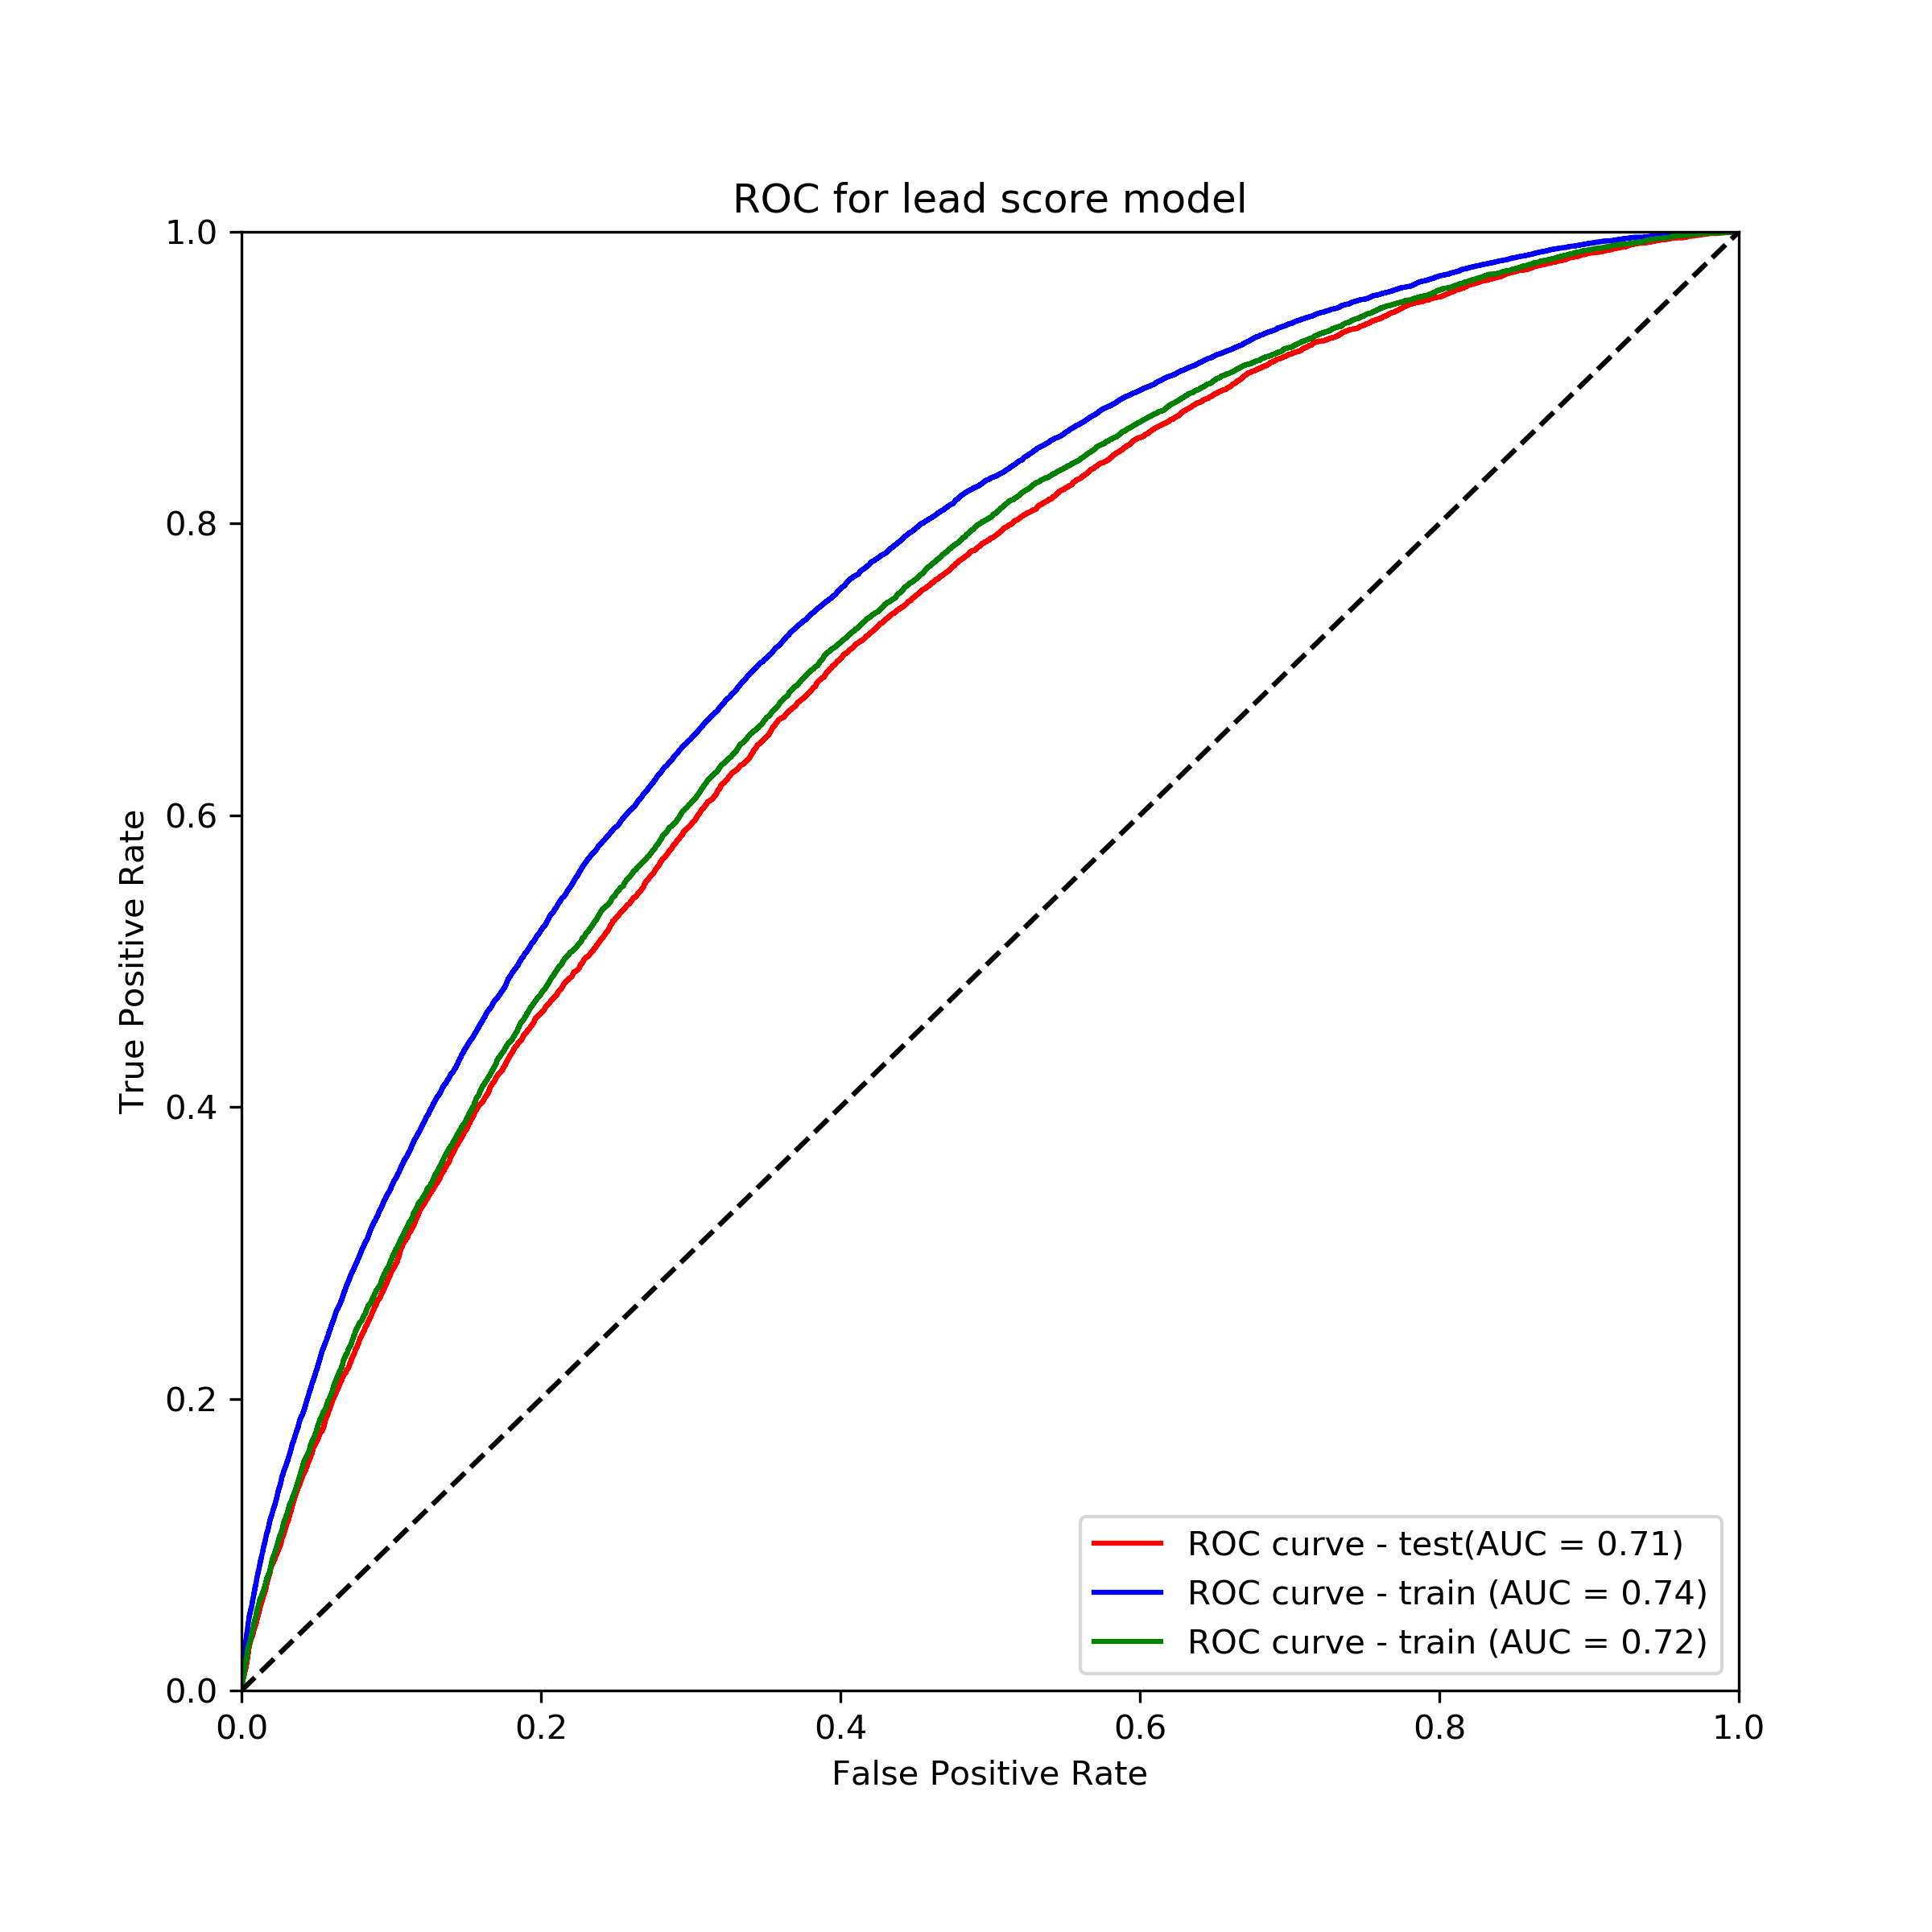 ROC for lead score model
1.0
0.8
0.6
0.4
0.2
0.0
True Positive Rate
ROC curve - test(AUC = 0.71)
ROC curve - train (AUC = 0.74)
ROC curve - train (AUC = 0.72)
0.0 0.2 0.4 0.6 0.8 1.0
False Positive Rate